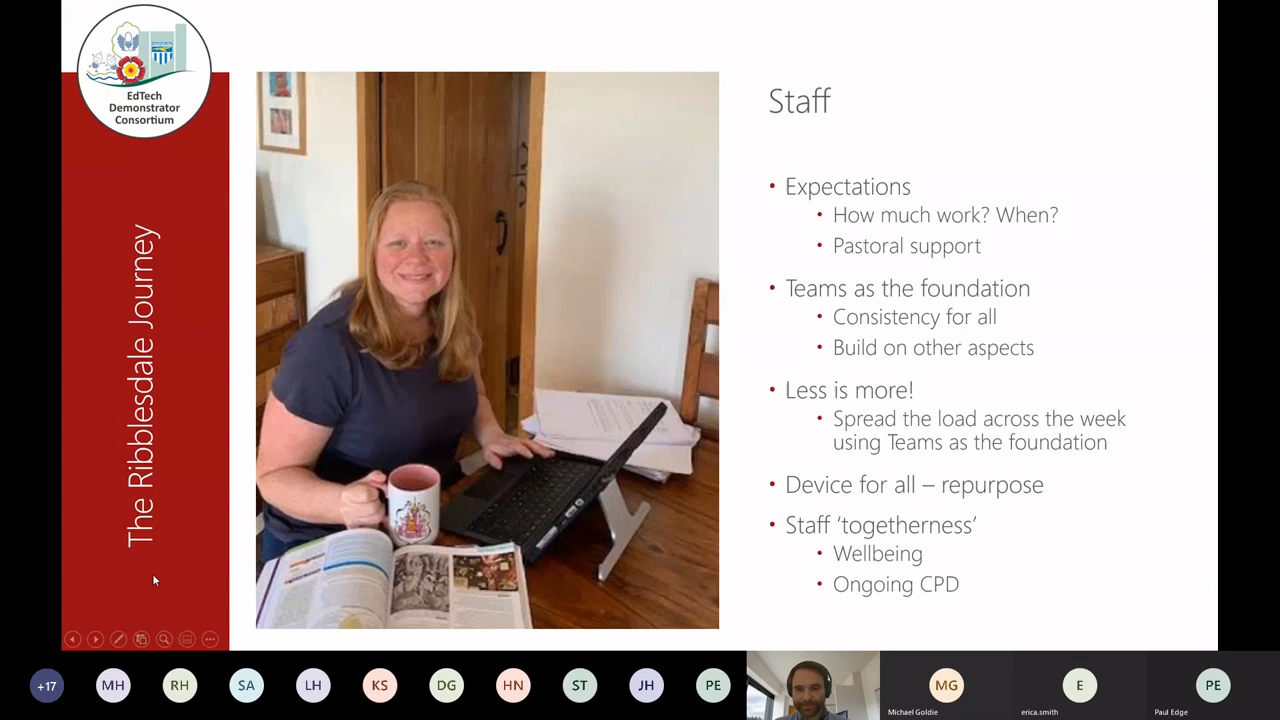 EdTech
Demonstrator
Consortium
The Ribblesdale Journey
Staff
• Expectations
• How much work? When?
• Pastoral support
• Teams as the foundation
• Consistency for all
• Build on other aspects
• Less is more!
• Spread the load across the week
using Teams as the foundation
• Device for all – repurpose
• Staff ‘togetherness’
• Wellbeing
• Ongoing CPD
+17
MH
RH
SA
LH
KS
DG
HN
ST
JH
PE
MG
Michael Goldie
E
erica.smith
PE
Paul Edge